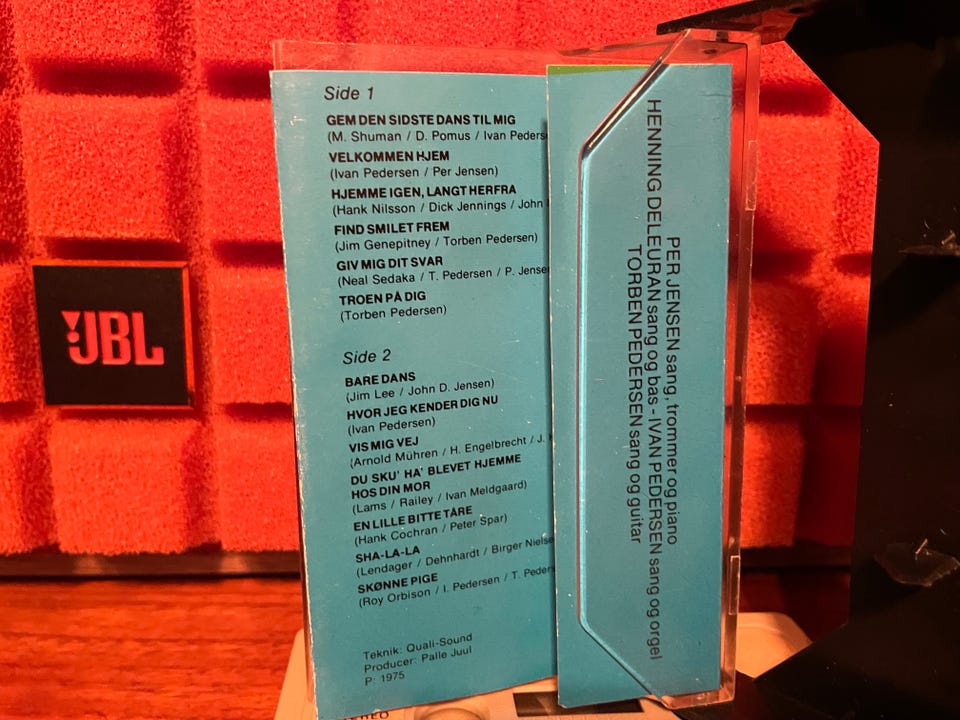 JBL
Side 1
GEM DEN SIDSTE DANS TIL MIG
(M. Shuman / D. Pomus / Ivan
VELKOMMEN HJEM
(Ivan Pedersen / Per Jensen)
HJEMME IGEN, LANGT HERFRA
(Hank Nilsson / Dick Jennings / John
FIND SMILET FREM
(Jim Genepitney / Torben Pedersen)
GIV MIG DIT SVAR
(Neal Sedaka / T. Pedersen / P.
TROEN PÅ DIG
(Torben Pedersen)
Side 2
BARE DANS
(Jim Lee / John D. Jensen)
HVOR JEG KENDER DIG NU
(Ivan Pedersen)
VIS MIG VEJ
(Arnold Mühren / H. Engelbrecht / J.
DU SKU' HA' BLEVET HJEMME
HOS DIN MOR
(Lams / Railey / Ivan Meldgaard)
EN LILLE BITTE TÅRE
(Hank Cochran / Peter Spar)
SHA-LA-LA
(Lendager / Dehnhardt / Birger
SKØNNE PIGE
(Roy Orbison / I. Pedersen / T.
Teknik: Quali-Sound
Producer: Palle Juul
P: 1975
PER JENSEN sang, trommer og piano
HENNING DELEURAN sang og bas - IVAN PEDERSEN sang og orgel
TORBEN PEDERSEN sang og guitar